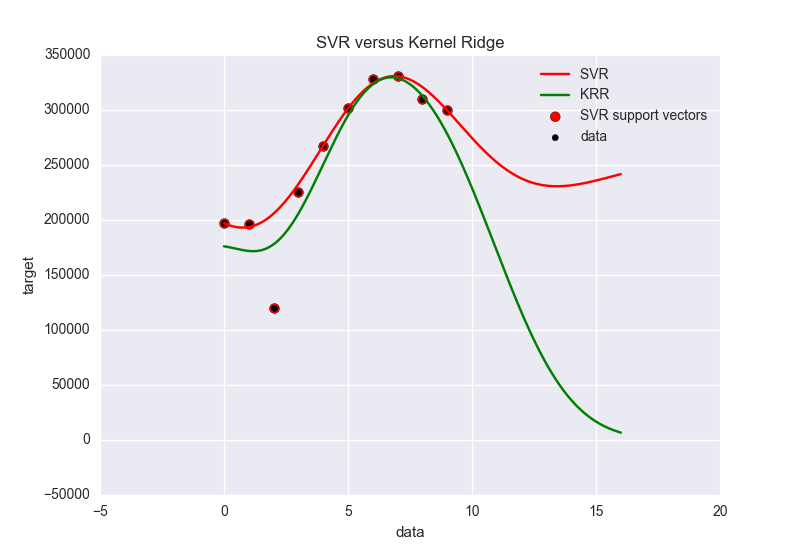 SVR versus Kernel Ridge
350000
300000
250000
200000
150000
100000
50000
0
−50000
−5
0
5
10
15
20
target
data
SVR
KRR
SVR support vectors
data